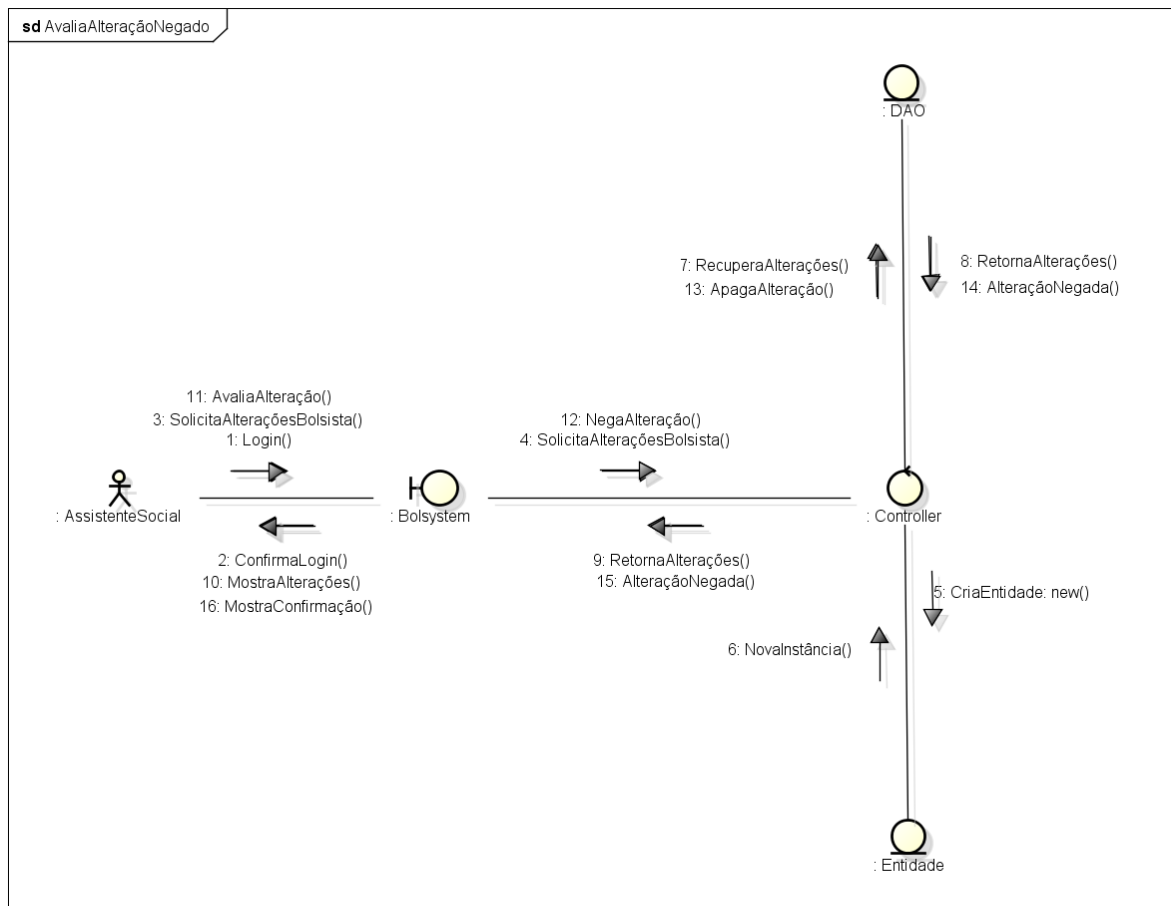 sd AvaliaAlteraçãoNegado
: DAO
7: RecuperaAlterações()
13: ApagaAlteração()
8: RetornaAlterações()
14: AlteraçãoNegada()
11: AvaliaAlteração()
3: SolicitaAlteraçõesBolsista()
1: Login()
12: NegaAlteração()
4: SolicitaAlteraçõesBolsista()
: AssistenteSocial
: Bolsystem
: Controller
2: ConfirmaLogin()
10: MostraAlterações()
16: MostraConfirmação()
9: RetornaAlterações()
15: AlteraçãoNegada()
5: CriaEntidade: new()
6: NovaInstância()
: Entidade